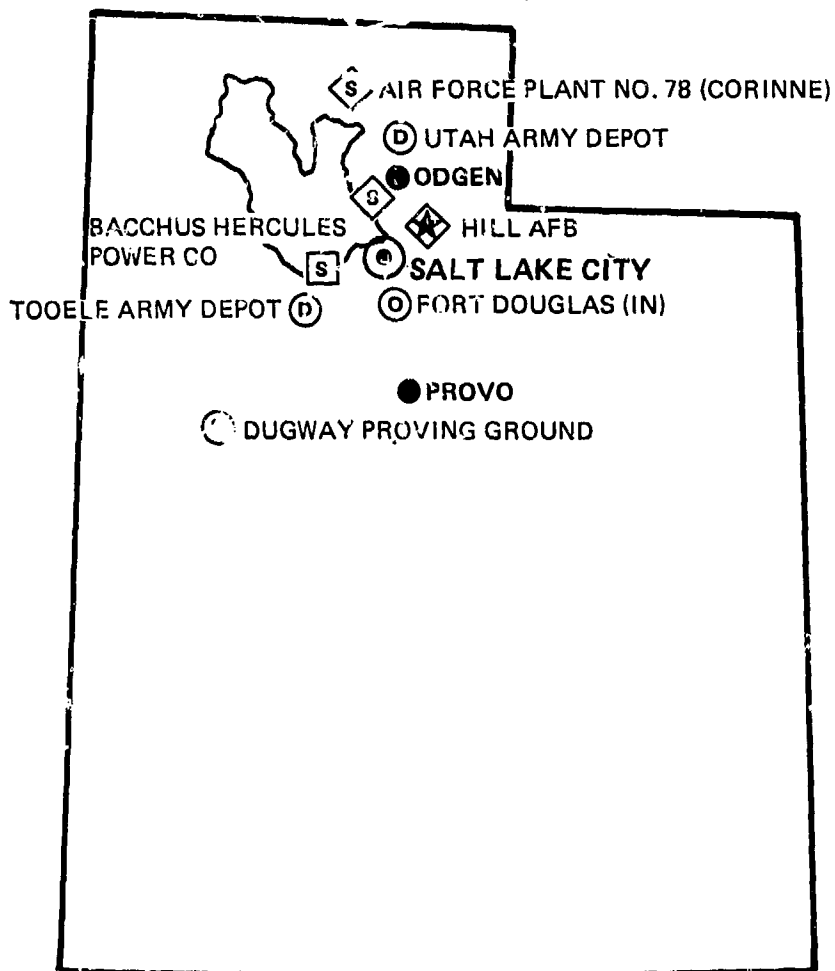 S AIR FORCE PLANT NO. 78 (CORINNE)
D UTAH ARMY DEPOT
ODGEN
S
BACCHUS HERCULES
POWER CO
HILL AFB
S
SALT LAKE CITY
TOOELE ARMY DEPOT D
O FORT DOUGLAS (IN)
PROVO
DUGWAY PROVING GROUND